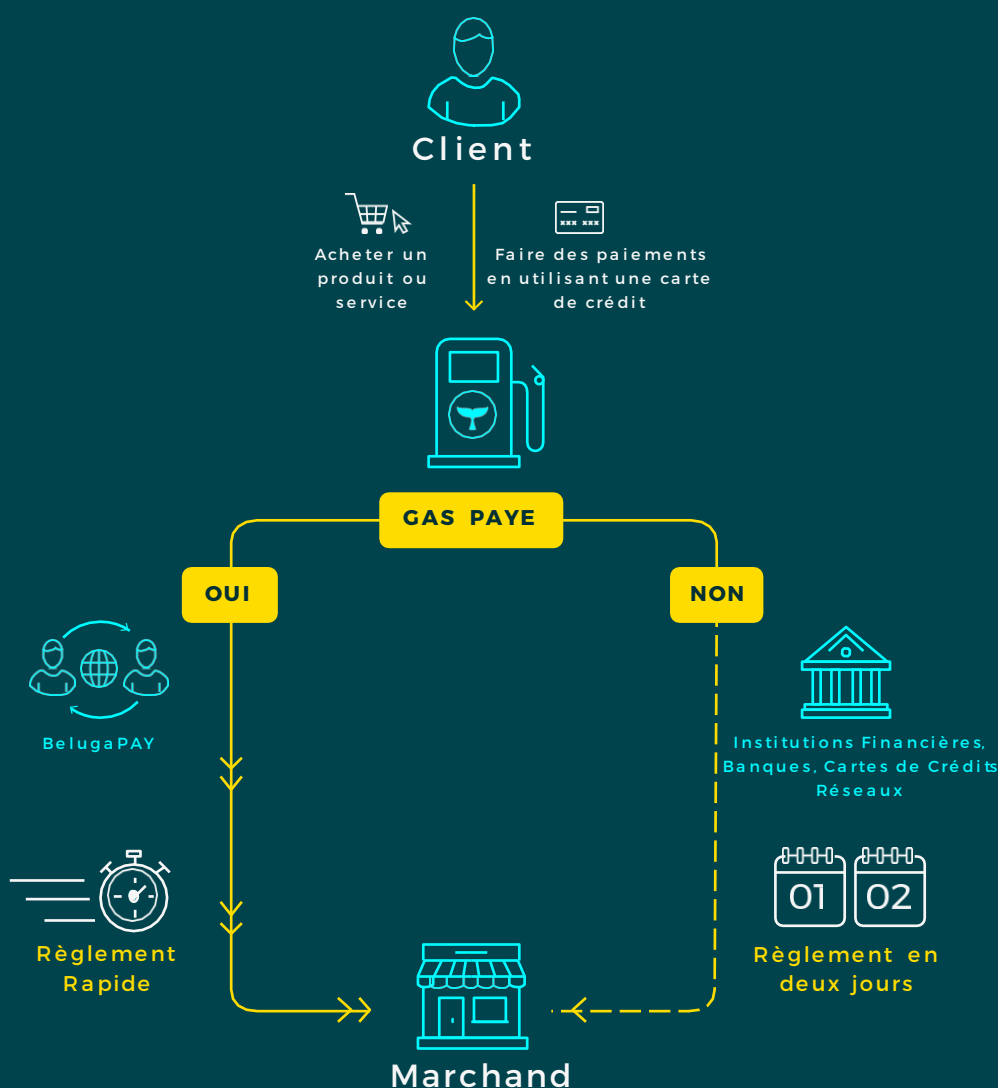 Client
Acheter un
produit ou
service
Faire des paiements
en utilisant une carte
de crédit
GAS PAYE
OUI
NON
BelugaPAY
Institutions Financières,
Banques, Cartes de Crédits
Réseaux
01 02
Règlement
Rapide
Règlement en
deux jours
Marchand